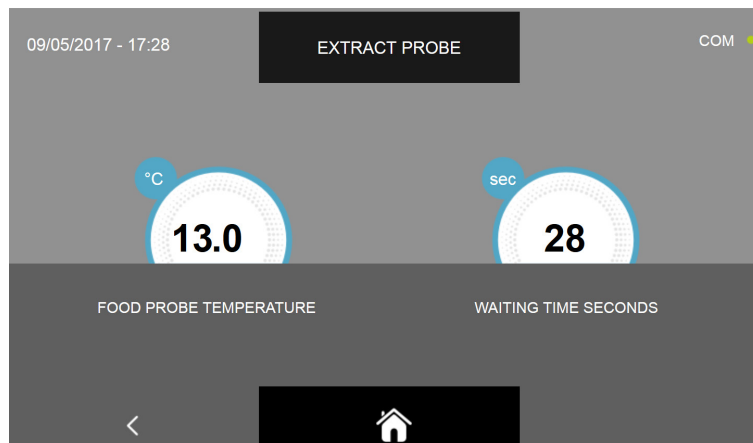 09/05/2017 - 17:28
EXTRACT PROBE
COM
°C
13.0
sec
28
FOOD PROBE TEMPERATURE
WAITING TIME SECONDS